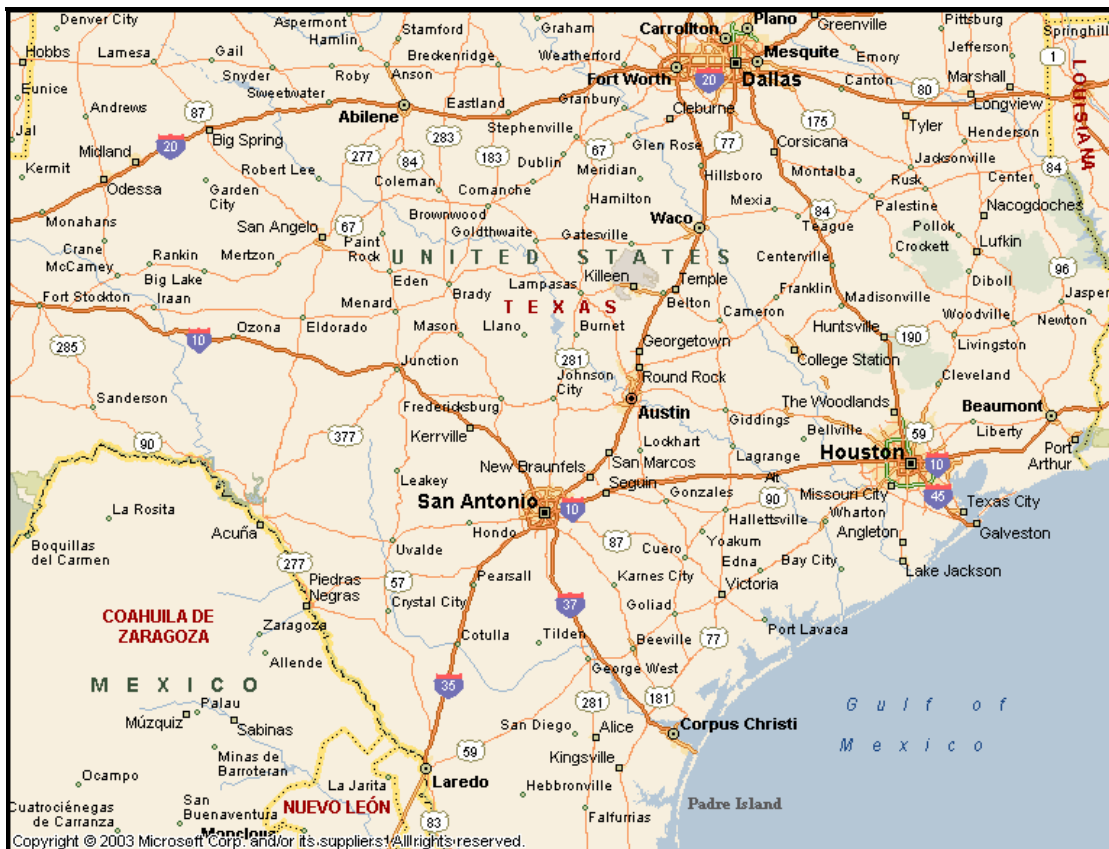 Denver City
Aspermont
Stamford
Graham
Carrollton
Plano
Greenville
Pittsburg
Springhill
Hobbs
Lamesa
Gail
Hamlin
Breckenridge
Weatherford
Mesquite
Emory
Jefferson
1
Snyder
Roby
Anson
Fort Worth
20
Dallas
Canton
Marshall
LOUISIANA
Eunice
Sweetwater
Eastland
Granbury
Cleburne
80
Longview
Andrews
87
Abilene
Stephenville
175
Tyler
Jal
Big Spring
283
Glen Rose
77
Corsicana
Henderson
20
Midland
277
84
183
Dublin
67
Hillsboro
Jacksonville
Kermit
Robert Lee
Coleman
Comanche
Meridian
Montalba
Rusk
Center
84
Odessa
Garden
City
Hamilton
Mexia
Palestine
Nacogdoches
Monahans
San Angelo
67
Brownwood
Waco
84
Teague
Pollok
Crane
Paint
Rock
Goldthwaite
Gatesville
Crockett
Lufkin
McCamey
Rankin
Mertzon
UNITED STATES
Centerville
96
Big Lake
Eden
Killeen
Temple
Diboll
Fort Stockton
Iraan
Menard
Brady
Lampasas
Belton
Franklin
Madisonville
Jasper
TEXAS
Woodville
10
Ozona
Eldorado
Mason
Llano
Burnet
Cameron
Huntsville
190
Newton
285
Georgetown
College Station
Livingston
Junction
281
Johnson
City
Round Rock
Cleveland
Sanderson
Fredericksburg
Austin
Giddings
The Woodlands
Beaumont
90
377
Kerrville
Lockhart
Bellville
59
Liberty
Port
Arthur
New Braunfels
San Marcos
Lagrange
Alt
90
Houston
10
Leakey
Seguin
Gonzales
Missouri City
45
Texas City
La Rosita
San Antonio
10
Hallettsville
Wharton
Acuña
Hondo
87
Yoakum
Angleton
Galveston
Boquillas
del Carmen
Uvalde
Cuero
Edna
Bay City
277
Piedras
Negras
57
Pearsall
Karnes City
Victoria
Lake Jackson
COAHUILA DE
ZARAGOZA
Crystal City
37
Goliad
Zaragoza
Cotulla
Tilden
Beeville
77
Port Lavaca
Allende
George West
MEXICO
35
281
181
Gulf of
Mexico
Palau
Múzquiz
Sabinas
San Diego
Alice
Corpus Christi
59
Minas de
Barroteran
Kingsville
Ocampo
La Jarita
Laredo
Hebbronville
Padre Island
Cuatrociénegas
de Carranza
San
Buenaventura
NUEVO LEÓN
83
Falfurrias
Copyright © 2003 Microsoft Corp. and/or its suppliers. All rights reserved.